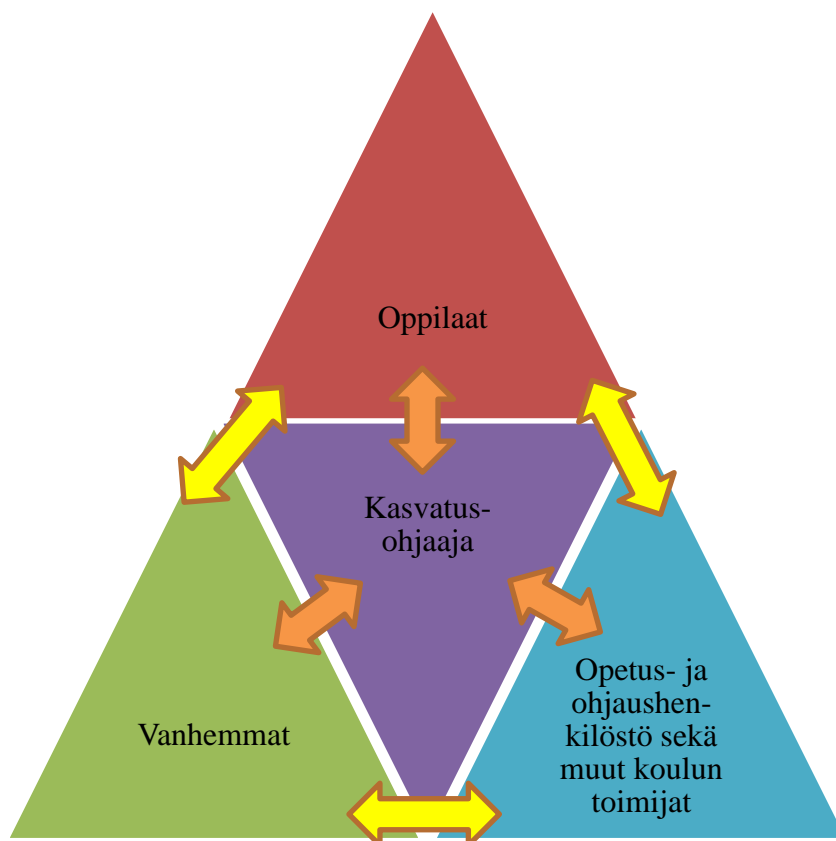 Oppilaat
Kasvatus-
ohjaaja
Vanhemmat
Opetus- ja
ohjaushen-
kilöstö sekä
muut koulun
toimijat